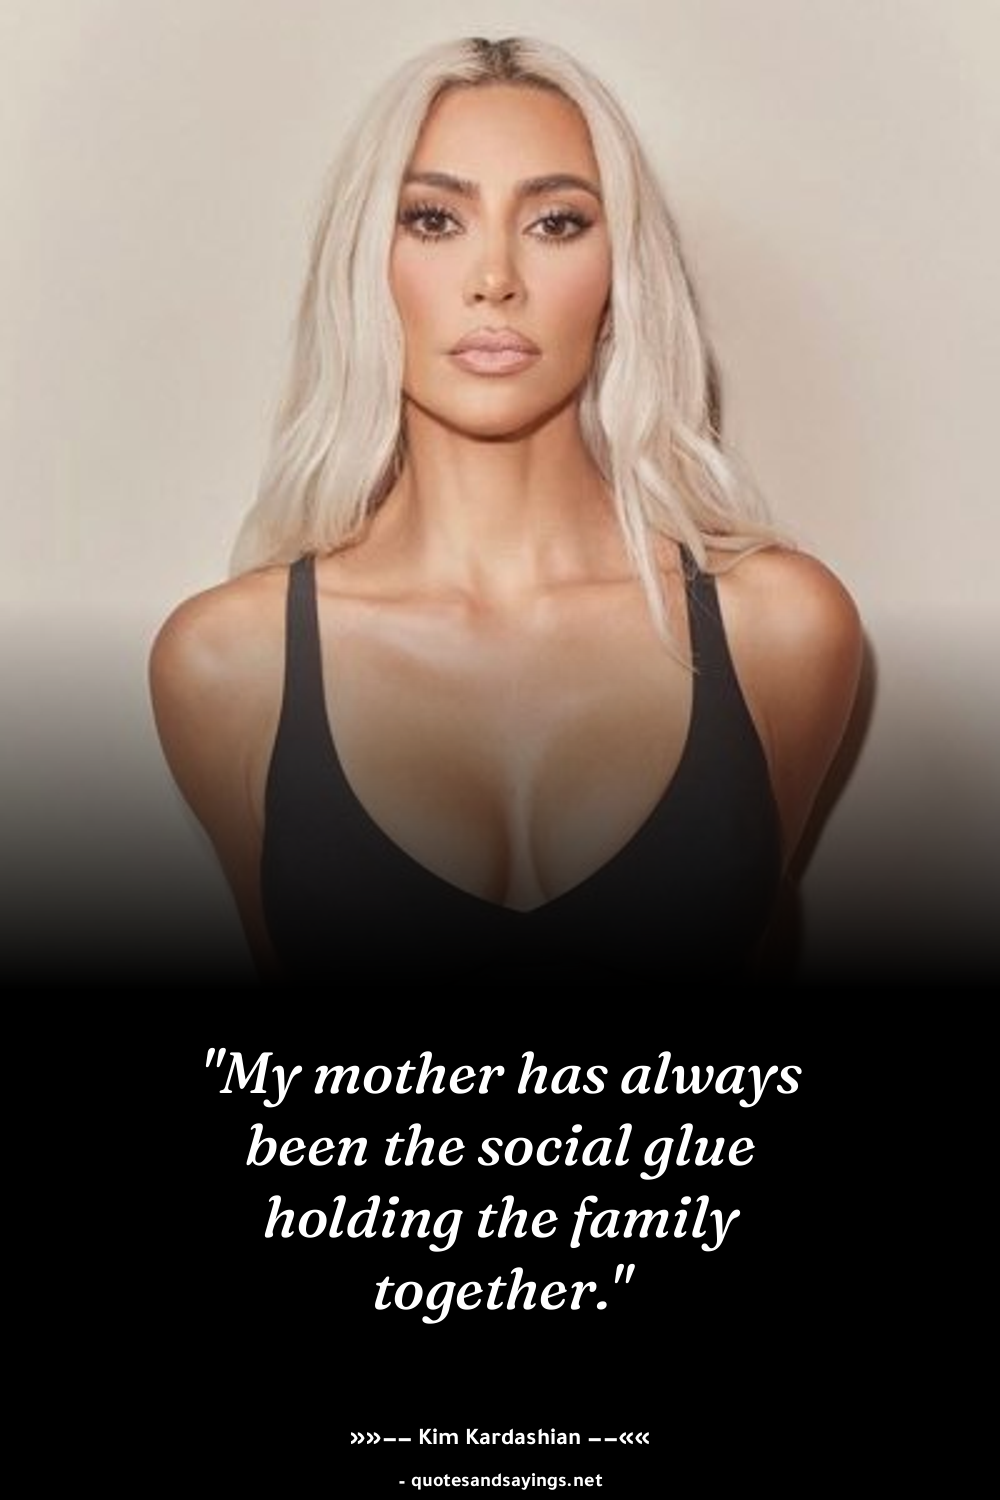 "My mother has always
been the social glue
holding the family
together."
»»–– Kim Kardashian ––««
- quotesandsayings.net